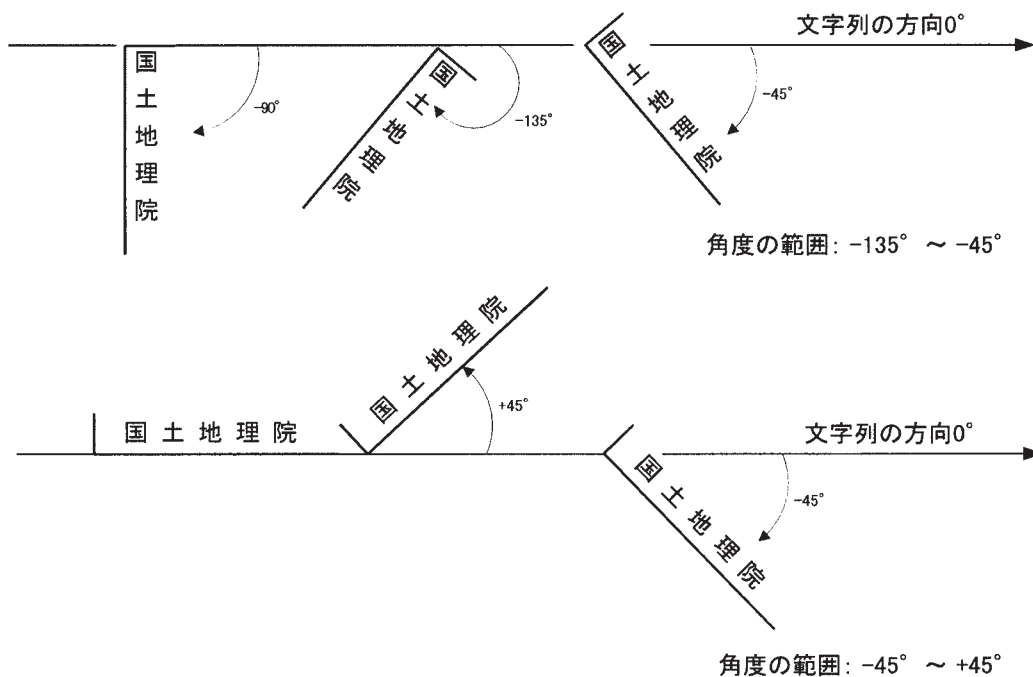 文字列の方向0°
国土地理院
-90°
国土地理院
-135°
国土地理院
-45°
角度の範囲: -135° ～ -45°
国土地理院
国土地理院
+45°
文字列の方向0°
国土地理院
-45°
角度の範囲: -45° ～ +45°